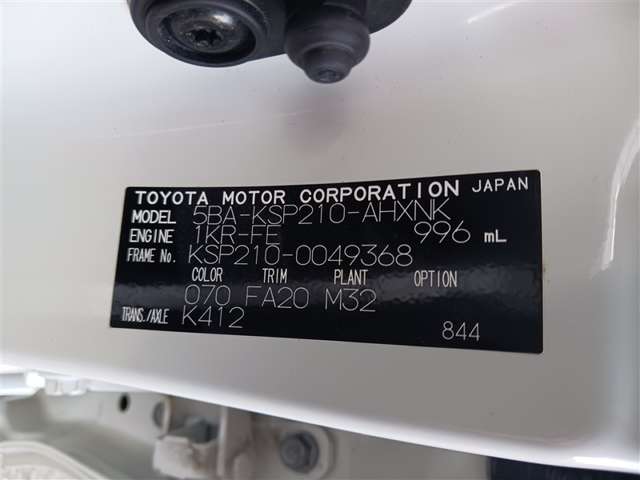 TOYOTA MOTOR CORPORATION JAPAN
MODEL 5BA-KSP210-AHXNK
ENGINE 1KR-FE 996 mL
FRAME No. KSP210-0049368
COLOR TRIM PLANT OPTION
070 FA20 M32
TRANS./AXLE K412
844